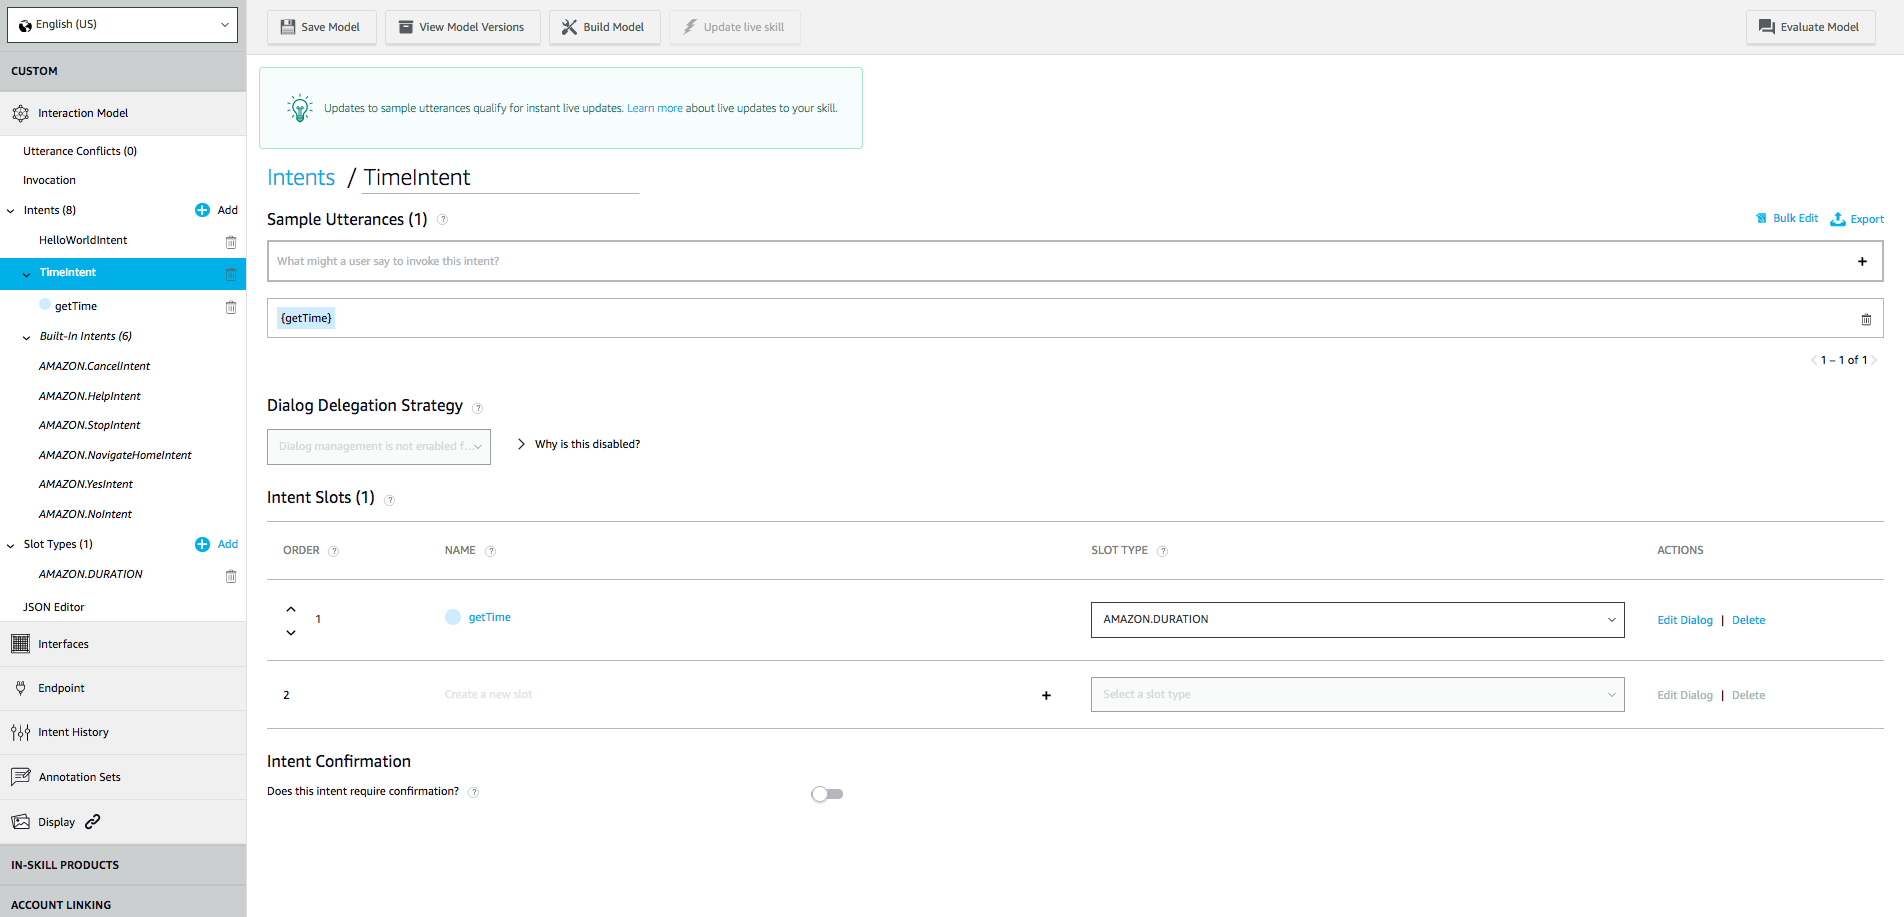 English (US)
Save Model
View Model Versions
Build Model
Update live skill
Evaluate Model
CUSTOM
Interaction Model
Utterance Conflicts (0)
Invocation
Intents (8)
Add
HelloWorldIntent
TimeIntent
getTime
Built-In Intents (6)
AMAZON.CancelIntent
AMAZON.HelpIntent
AMAZON.StopIntent
AMAZON.NavigateHomeIntent
AMAZON.YesIntent
AMAZON.NoIntent
Slot Types (1)
Add
AMAZON.DURATION
JSON Editor
Interfaces
Endpoint
Intent History
Annotation Sets
Display
IN-SKILL PRODUCTS
ACCOUNT LINKING
Updates to sample utterances qualify for instant live updates. Learn more about live updates to your skill.
Intents / TimeIntent
Sample Utterances (1) ?
Bulk Edit
Export
What might a user say to invoke this intent?
{getTime}
1 – 1 of 1
Dialog Delegation Strategy ?
Dialog management is not enabled f...
Why is this disabled?
Intent Slots (1) ?
ORDER ? NAME ? SLOT TYPE ? ACTIONS
1 getTime AMAZON.DURATION Edit Dialog | Delete
2 Create a new slot Select a slot type Edit Dialog | Delete
Intent Confirmation
Does this intent require confirmation? ?